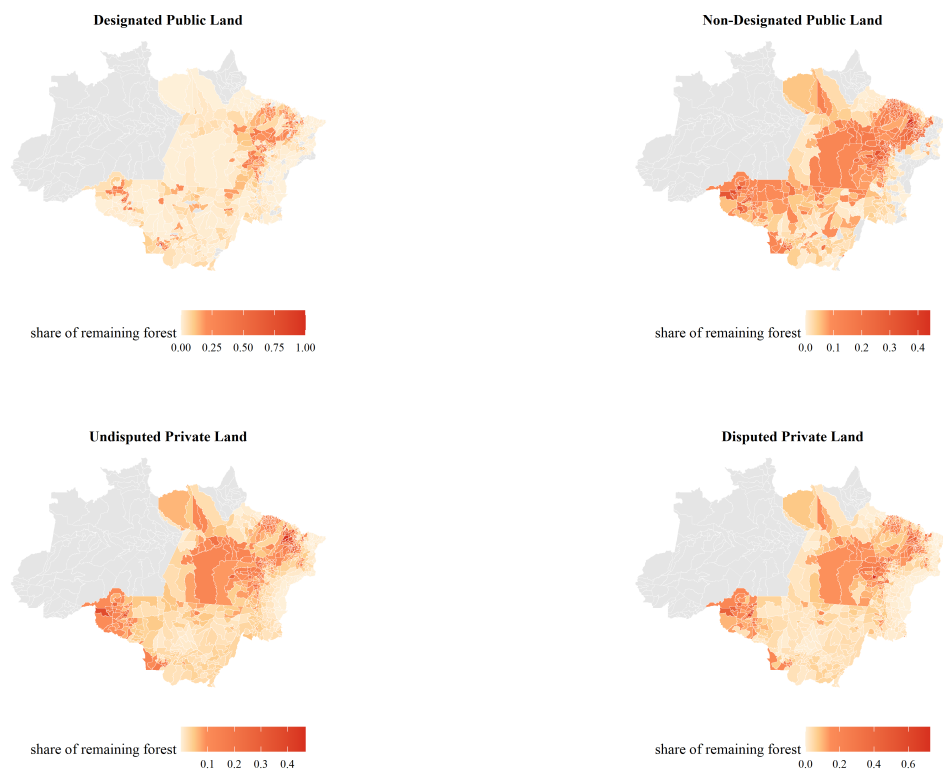 Designated Public Land
Non-Designated Public Land
share of remaining forest
0.00 0.25 0.50 0.75 1.00
share of remaining forest
0.0 0.1 0.2 0.3 0.4
Undisputed Private Land
Disputed Private Land
share of remaining forest
0.1 0.2 0.3 0.4
share of remaining forest
0.0 0.2 0.4 0.6